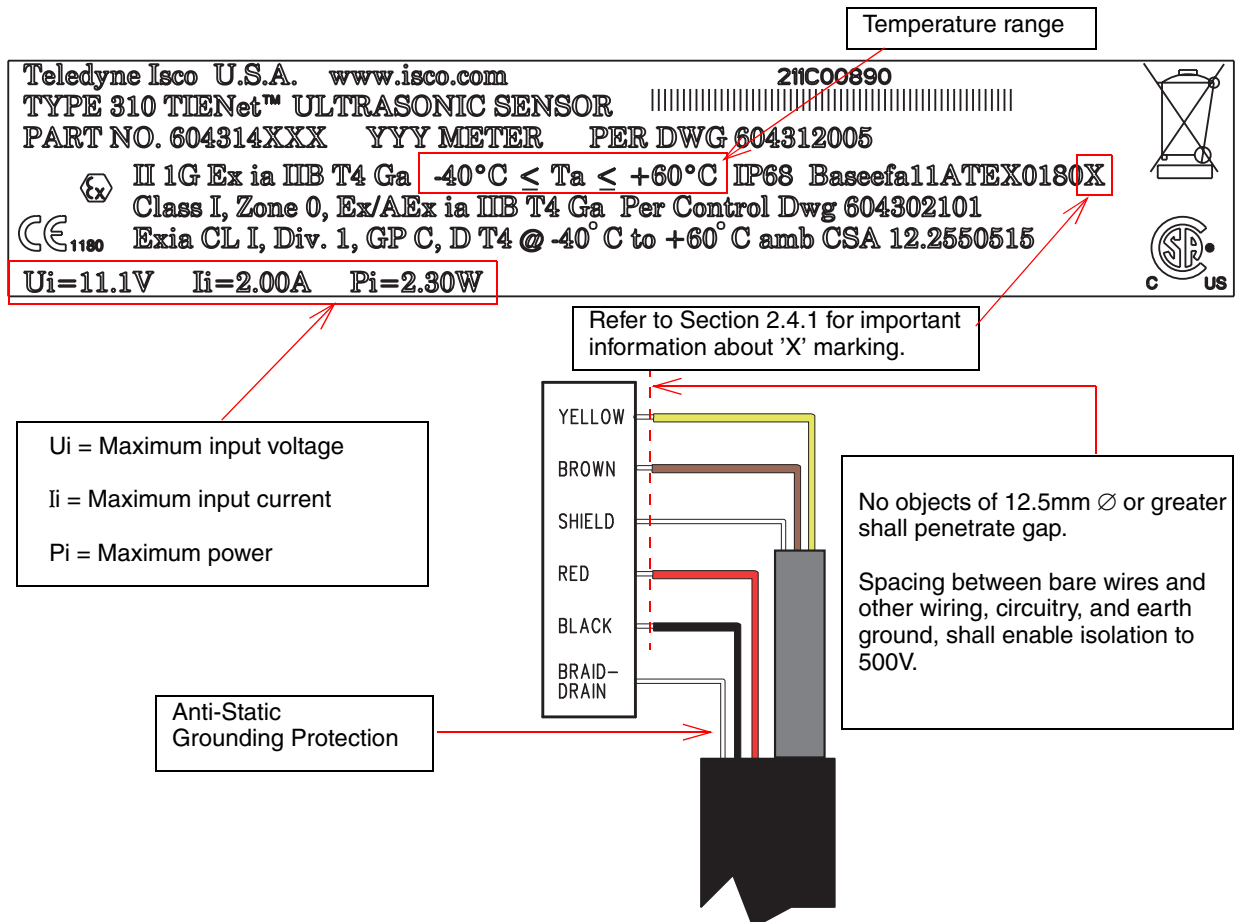 Temperature range
Teledyne Isco U.S.A. www.isco.com 211C00890
TYPE 310 TIENet™ ULTRASONIC SENSOR
PART NO. 604314XXX YYY METER PER DWG 604312005
Ex II 1G Ex ia IIB T4 Ga -40°C ≤ Ta ≤ +60°C IP68 Baseefa11ATEX0180X
Class I, Zone 0, Ex/AEx ia IIB T4 Ga Per Control Dwg 604302101
CE 1180 Exia CL I, Div. 1, GP C, D T4 @ -40°C to +60°C amb CSA 12.2550515
Ui=11.1V Ii=2.00A Pi=2.30W
C SA US
Refer to Section 2.4.1 for important
information about 'X' marking.
Ui = Maximum input voltage
Ii = Maximum input current
Pi = Maximum power
YELLOW
BROWN
SHIELD
RED
BLACK
BRAID–
DRAIN
No objects of 12.5mm ∅ or greater
shall penetrate gap.
Spacing between bare wires and
other wiring, circuitry, and earth
ground, shall enable isolation to
500V.
Anti-Static
Grounding Protection